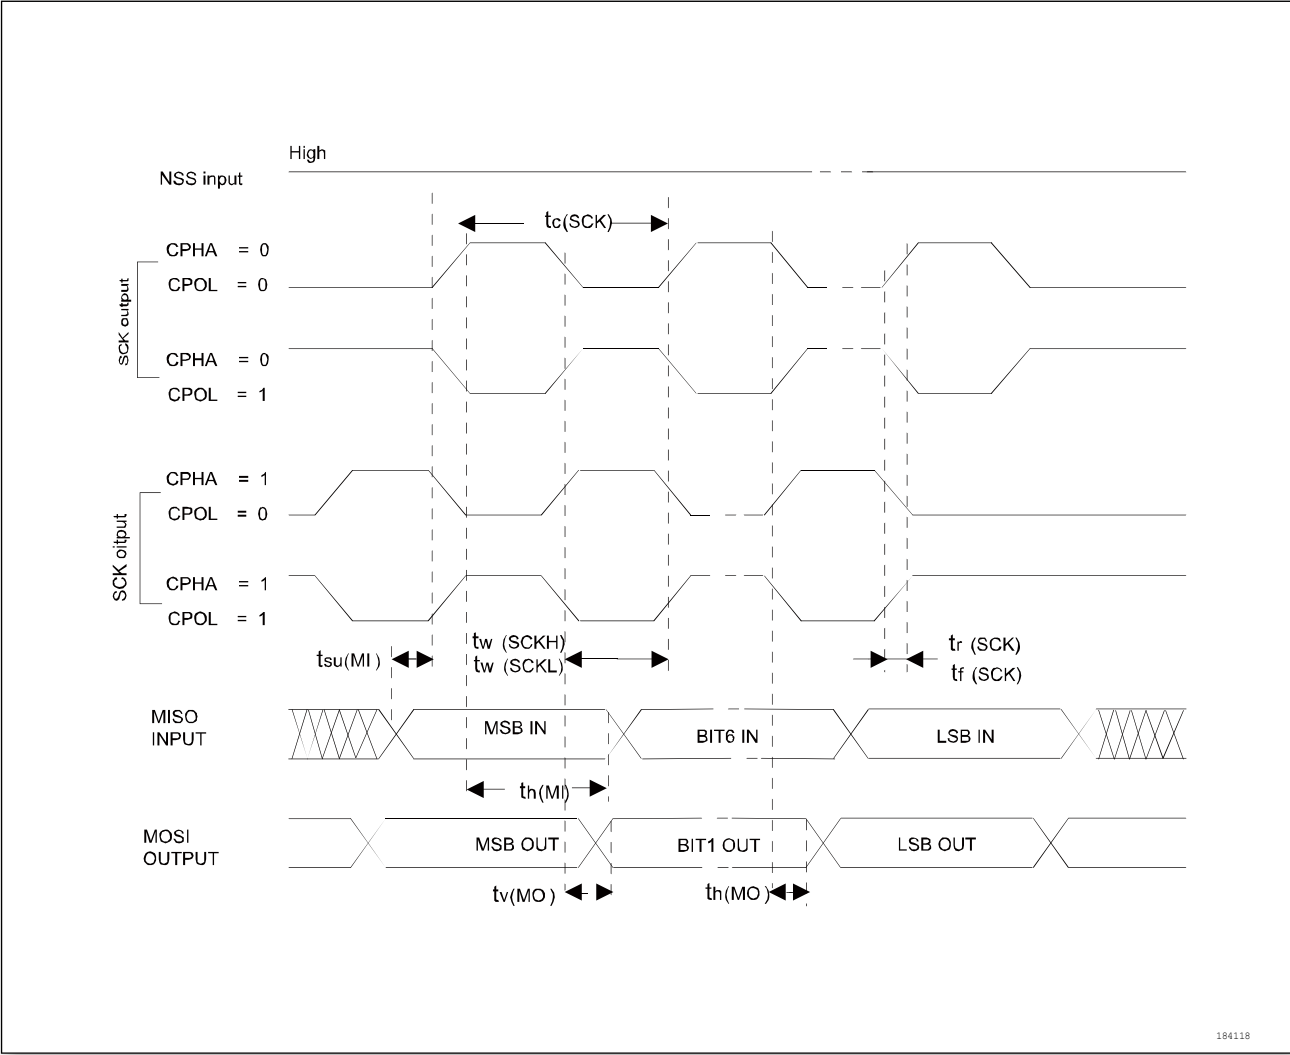 High
NSS input
tc(SCK)
CPHA = 0
CPOL = 0
SCK output
CPHA = 0
CPOL = 1
CPHA = 1
CPOL = 0
SCK oitput
CPHA = 1
CPOL = 1
tsu(MI)
tw (SCKH)
tw (SCKL)
tr (SCK)
tf (SCK)
MISO
INPUT
MSB IN
BIT6 IN
LSB IN
th(MI)
MOSI
OUTPUT
MSB OUT
BIT1 OUT
LSB OUT
tv(MO)
th(MO)
184118